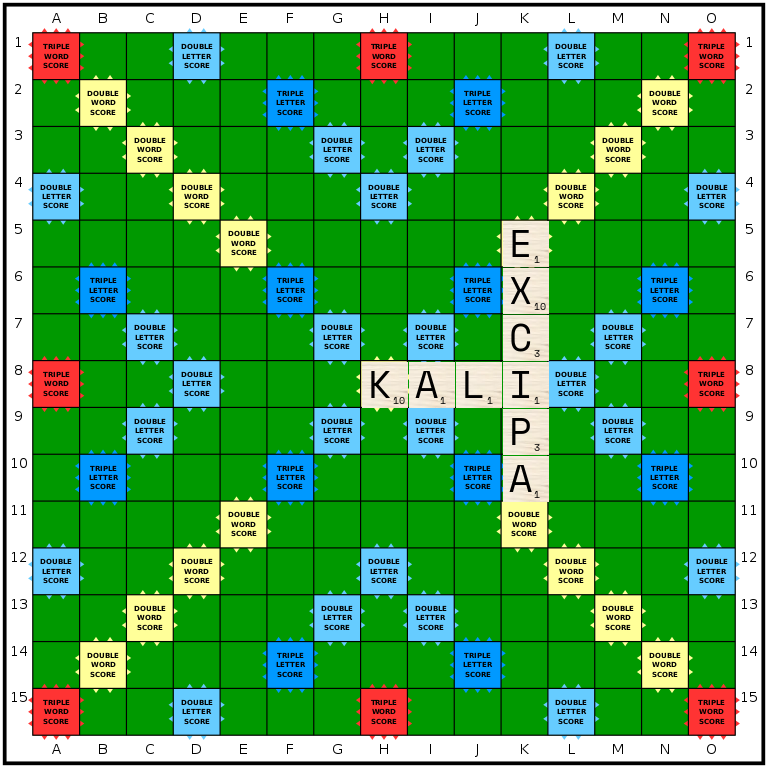 A B C D E F G H I J K L M N O
1 TRIPLE DOUBLE TRIPLE DOUBLE TRIPLE 1
WORD LETTER WORD LETTER WORD
SCORE SCORE SCORE SCORE SCORE
2 DOUBLE TRIPLE TRIPLE DOUBLE 2
WORD LETTER LETTER WORD
SCORE SCORE SCORE SCORE
3 DOUBLE DOUBLE DOUBLE DOUBLE 3
WORD LETTER LETTER WORD
SCORE SCORE SCORE SCORE
4 DOUBLE DOUBLE DOUBLE DOUBLE DOUBLE 4
LETTER WORD LETTER WORD LETTER
SCORE SCORE SCORE SCORE SCORE
5 DOUBLE 5
WORD E
SCORE 1
6 TRIPLE TRIPLE TRIPLE TRIPLE 6
LETTER LETTER LETTER X LETTER
SCORE SCORE SCORE 10 SCORE
7 DOUBLE DOUBLE DOUBLE DOUBLE 7
LETTER LETTER LETTER C LETTER
SCORE SCORE SCORE 3 SCORE
8 TRIPLE DOUBLE DOUBLE TRIPLE 8
WORD LETTER K A L I LETTER WORD
SCORE SCORE 10 1 1 1 SCORE SCORE
9 DOUBLE DOUBLE DOUBLE DOUBLE 9
LETTER LETTER LETTER P LETTER
SCORE SCORE SCORE 3 SCORE
10 TRIPLE TRIPLE TRIPLE TRIPLE 10
LETTER LETTER LETTER A LETTER
SCORE SCORE SCORE 1 SCORE
11 DOUBLE DOUBLE 11
WORD WORD
SCORE SCORE
12 DOUBLE DOUBLE DOUBLE DOUBLE DOUBLE 12
LETTER WORD LETTER WORD LETTER
SCORE SCORE SCORE SCORE SCORE
13 DOUBLE DOUBLE DOUBLE DOUBLE 13
WORD LETTER LETTER WORD
SCORE SCORE SCORE SCORE
14 DOUBLE TRIPLE TRIPLE DOUBLE 14
WORD LETTER LETTER WORD
SCORE SCORE SCORE SCORE
15 TRIPLE DOUBLE TRIPLE DOUBLE TRIPLE 15
WORD LETTER WORD LETTER WORD
SCORE SCORE SCORE SCORE SCORE
A B C D E F G H I J K L M N O